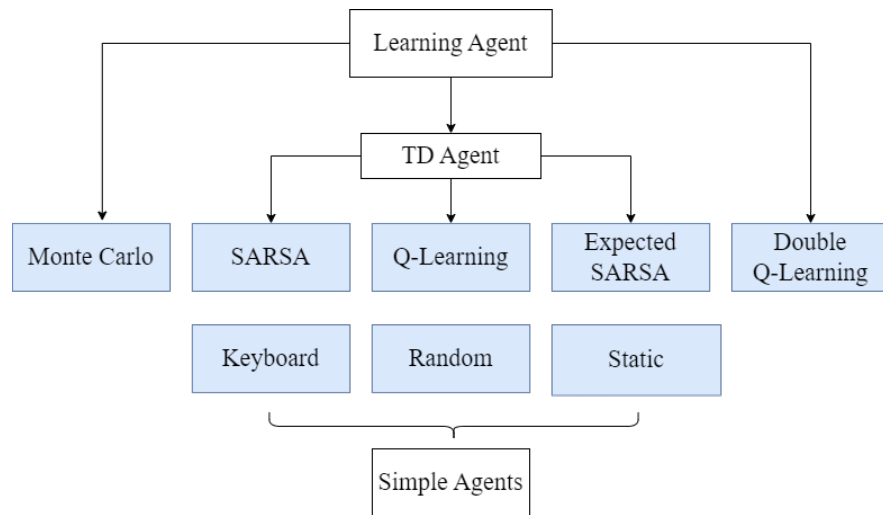 Learning Agent
TD Agent
Monte Carlo
SARSA
Q-Learning
Expected
SARSA
Double
Q-Learning
Keyboard
Random
Static
Simple Agents